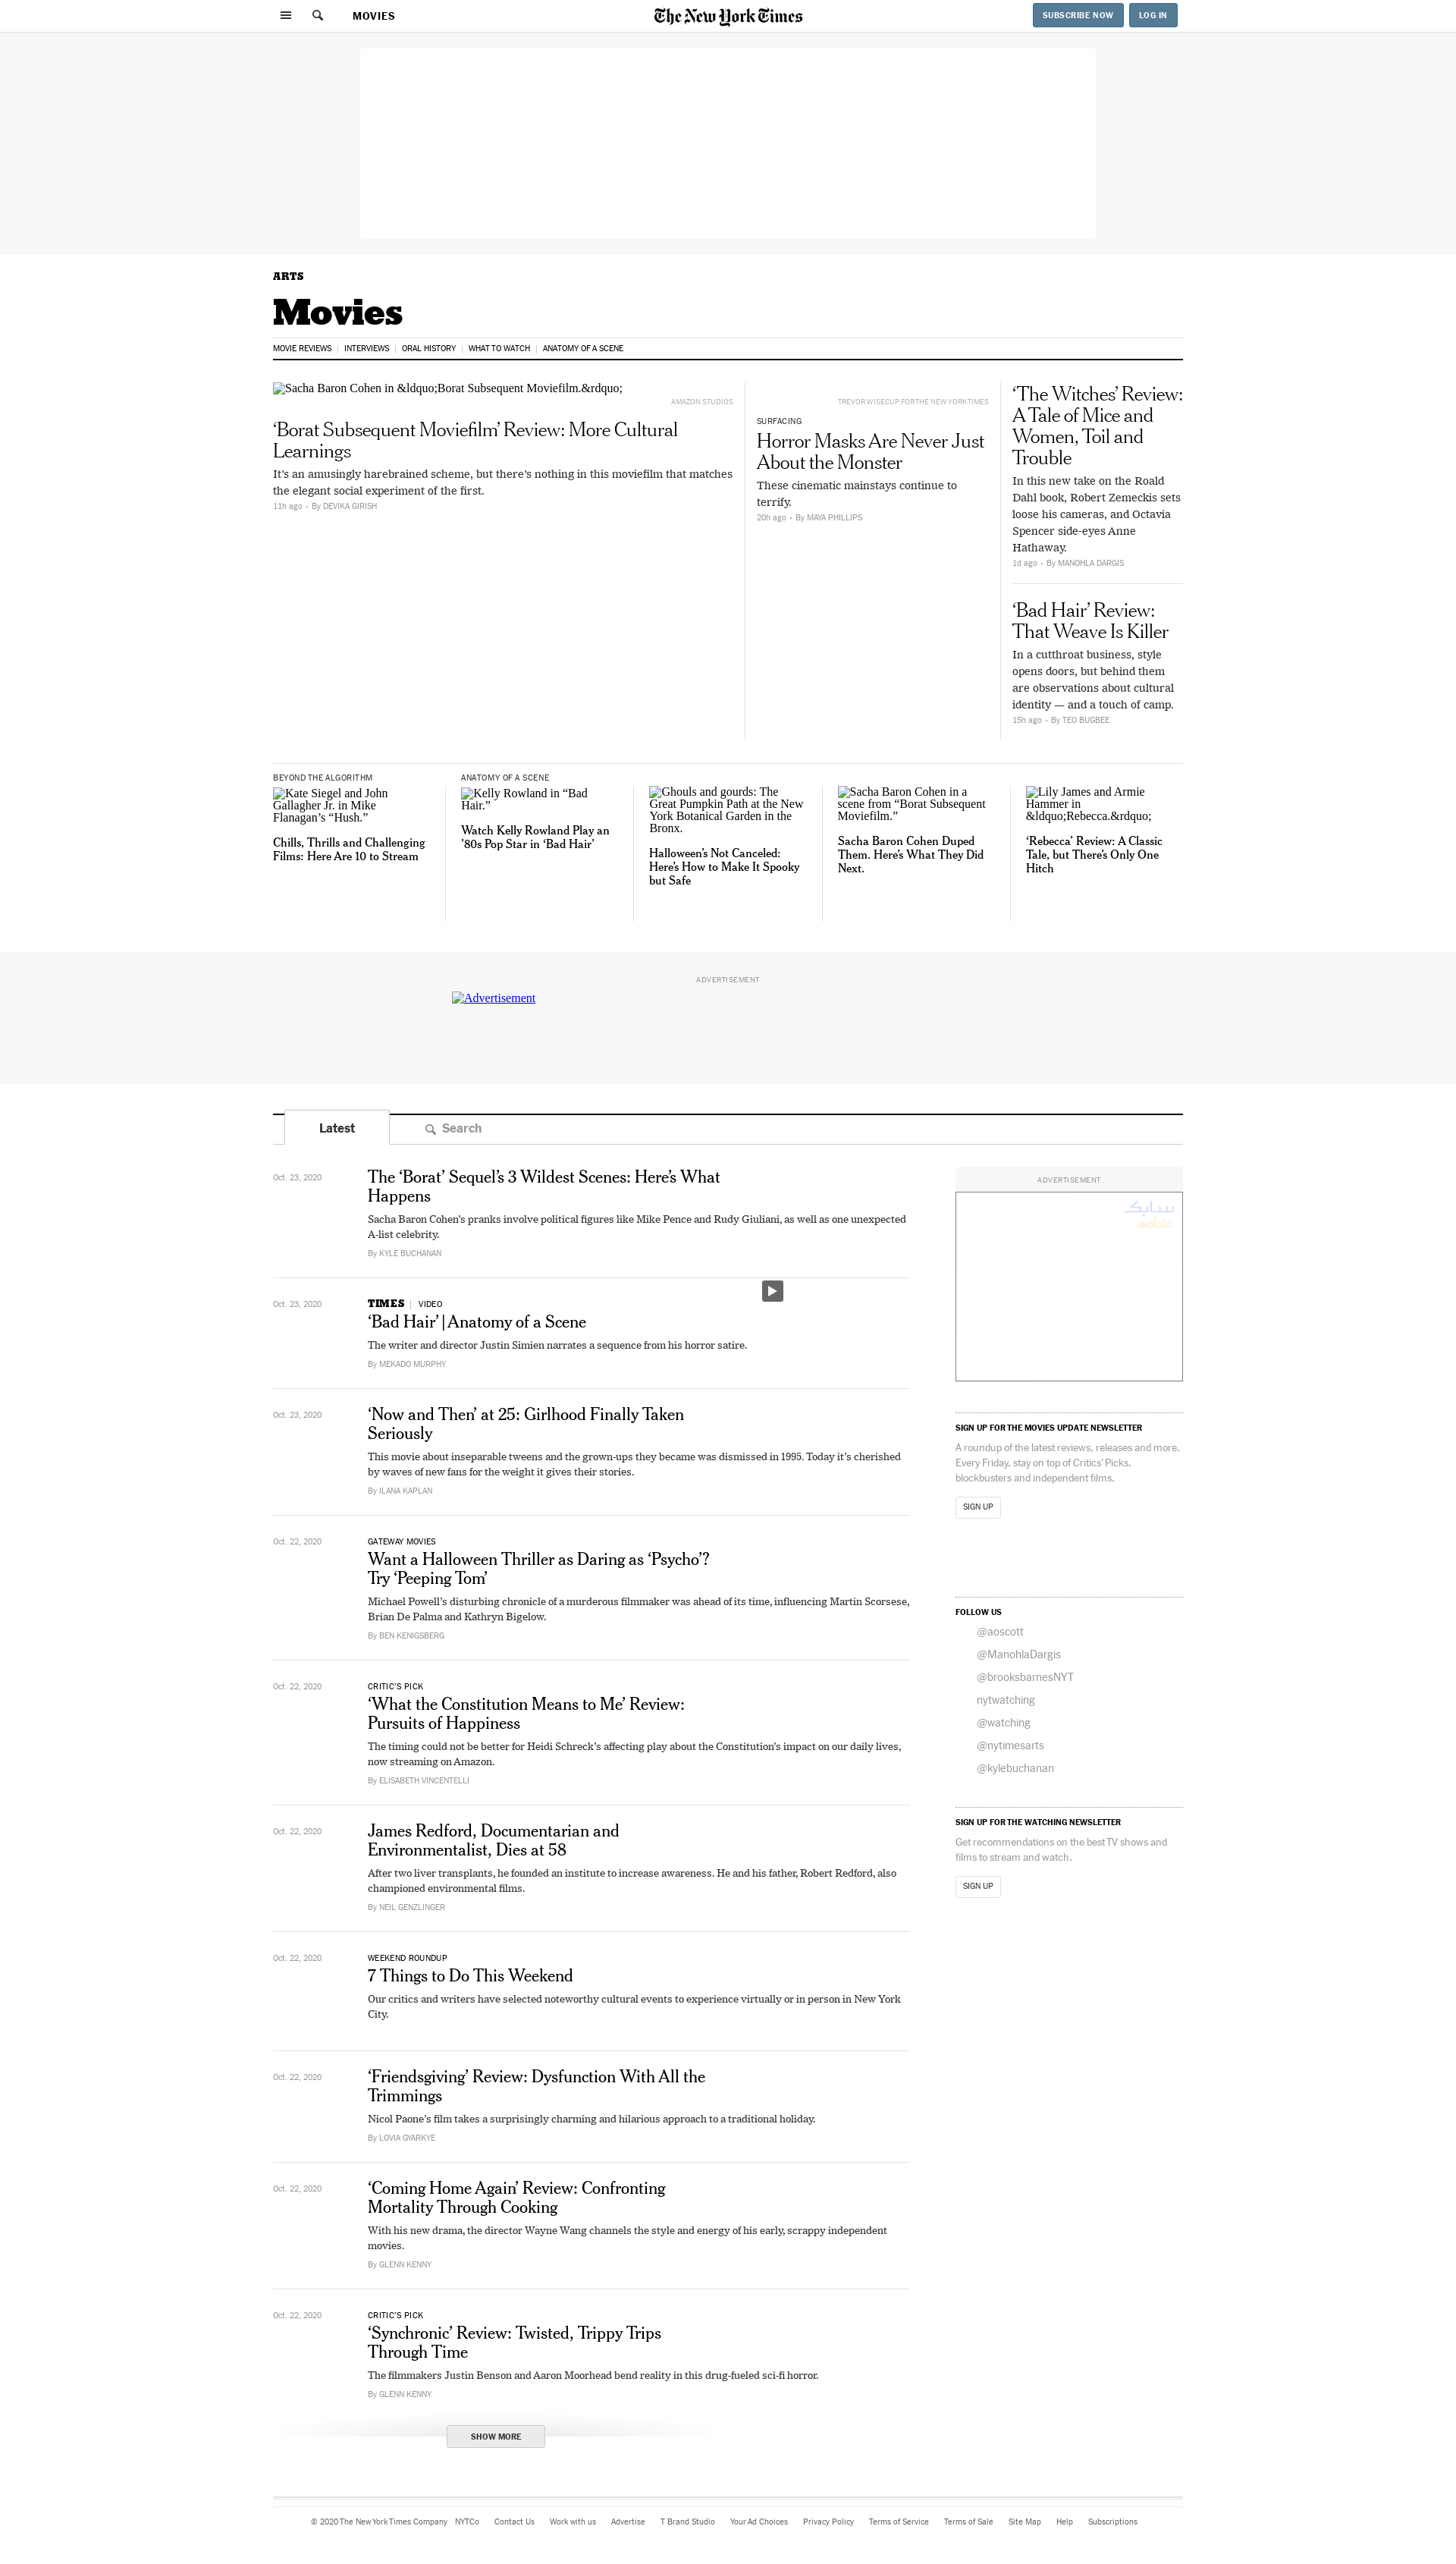 MOVIES
The New York Times
SUBSCRIBE NOW
LOG IN
ARTS
Movies
MOVIE REVIEWS | INTERVIEWS | ORAL HISTORY | WHAT TO WATCH | ANATOMY OF A SCENE
Sacha Baron Cohen in &ldquo;Borat Subsequent Moviefilm.&rdquo;
AMAZON STUDIOS
‘Borat Subsequent Moviefilm’ Review: More Cultural
Learnings
It’s an amusingly harebrained scheme, but there’s nothing in this moviefilm that matches
the elegant social experiment of the first.
11h ago • By DEVIKA GIRISH
TREVOR WISECUP FOR THE NEW YORK TIMES
SURFACING
Horror Masks Are Never Just
About the Monster
These cinematic mainstays continue to
terrify.
20h ago • By MAYA PHILLIPS
‘The Witches’ Review:
A Tale of Mice and
Women, Toil and
Trouble
In this new take on the Roald
Dahl book, Robert Zemeckis sets
loose his cameras, and Octavia
Spencer side-eyes Anne
Hathaway.
1d ago • By MANOHLA DARGIS
‘Bad Hair’ Review:
That Weave Is Killer
In a cutthroat business, style
opens doors, but behind them
are observations about cultural
identity — and a touch of camp.
15h ago • By TEO BUGBEE
BEYOND THE ALGORITHM
Kate Siegel and John
Gallagher Jr. in Mike
Flanagan’s “Hush.”
Chills, Thrills and Challenging
Films: Here Are 10 to Stream
ANATOMY OF A SCENE
Kelly Rowland in “Bad
Hair.”
Watch Kelly Rowland Play an
’80s Pop Star in ‘Bad Hair’
Ghouls and gourds: The
Great Pumpkin Path at the New
York Botanical Garden in the
Bronx.
Halloween’s Not Canceled:
Here’s How to Make It Spooky
but Safe
Sacha Baron Cohen in a
scene from “Borat Subsequent
Moviefilm.”
Sacha Baron Cohen Duped
Them. Here’s What They Did
Next.
Lily James and Armie
Hammer in
&ldquo;Rebecca.&rdquo;
‘Rebecca’ Review: A Classic
Tale, but There’s Only One
Hitch
ADVERTISEMENT
Advertisement
Latest
Search
Oct. 23, 2020
The ‘Borat’ Sequel’s 3 Wildest Scenes: Here’s What
Happens
Sacha Baron Cohen’s pranks involve political figures like Mike Pence and Rudy Giuliani, as well as one unexpected
A-list celebrity.
By KYLE BUCHANAN
Oct. 23, 2020
TIMES | VIDEO
‘Bad Hair’ | Anatomy of a Scene
The writer and director Justin Simien narrates a sequence from his horror satire.
By MEKADO MURPHY
Oct. 23, 2020
‘Now and Then’ at 25: Girlhood Finally Taken
Seriously
This movie about inseparable tweens and the grown-ups they became was dismissed in 1995. Today it’s cherished
by waves of new fans for the weight it gives their stories.
By ILANA KAPLAN
Oct. 22, 2020
GATEWAY MOVIES
Want a Halloween Thriller as Daring as ‘Psycho’?
Try ‘Peeping Tom’
Michael Powell’s disturbing chronicle of a murderous filmmaker was ahead of its time, influencing Martin Scorsese,
Brian De Palma and Kathryn Bigelow.
By BEN KENIGSBERG
Oct. 22, 2020
CRITIC’S PICK
‘What the Constitution Means to Me’ Review:
Pursuits of Happiness
The timing could not be better for Heidi Schreck’s affecting play about the Constitution’s impact on our daily lives,
now streaming on Amazon.
By ELISABETH VINCENTELLI
Oct. 22, 2020
James Redford, Documentarian and
Environmentalist, Dies at 58
After two liver transplants, he founded an institute to increase awareness. He and his father, Robert Redford, also
championed environmental films.
By NEIL GENZLINGER
Oct. 22, 2020
WEEKEND ROUNDUP
7 Things to Do This Weekend
Our critics and writers have selected noteworthy cultural events to experience virtually or in person in New York
City.
Oct. 22, 2020
‘Friendsgiving’ Review: Dysfunction With All the
Trimmings
Nicol Paone’s film takes a surprisingly charming and hilarious approach to a traditional holiday.
By LOVIA GYARKYE
Oct. 22, 2020
‘Coming Home Again’ Review: Confronting
Mortality Through Cooking
With his new drama, the director Wayne Wang channels the style and energy of his early, scrappy independent
movies.
By GLENN KENNY
Oct. 22, 2020
CRITIC’S PICK
‘Synchronic’ Review: Twisted, Trippy Trips
Through Time
The filmmakers Justin Benson and Aaron Moorhead bend reality in this drug-fueled sci-fi horror.
By GLENN KENNY
SHOW MORE
ADVERTISEMENT
سابك
sabic
SIGN UP FOR THE MOVIES UPDATE NEWSLETTER
A roundup of the latest reviews, releases and more.
Every Friday, stay on top of Critics’ Picks,
blockbusters and independent films.
SIGN UP
FOLLOW US
@aoscott
@ManohlaDargis
@brooksbarnesNYT
nytwatching
@watching
@nytimesarts
@kylebuchanan
SIGN UP FOR THE WATCHING NEWSLETTER
Get recommendations on the best TV shows and
films to stream and watch.
SIGN UP
© 2020 The New York Times Company NYTCo Contact Us Work with us Advertise T Brand Studio Your Ad Choices Privacy Policy Terms of Service Terms of Sale Site Map Help Subscriptions